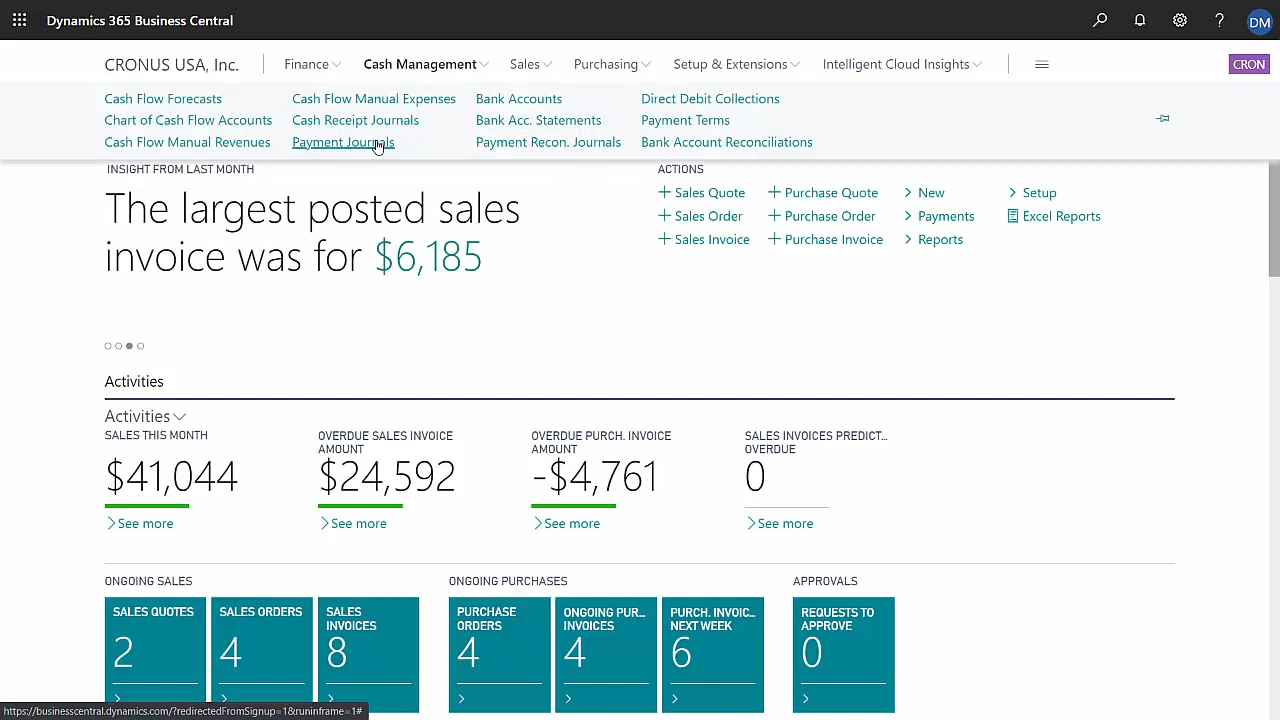 Dynamics 365 Business Central
?
DM
CRONUS USA, Inc.
Finance
Cash Management
Sales
Purchasing
Setup & Extensions
Intelligent Cloud Insights
CRON
Cash Flow Forecasts
Cash Flow Manual Expenses
Bank Accounts
Direct Debit Collections
Chart of Cash Flow Accounts
Cash Receipt Journals
Bank Acc. Statements
Payment Terms
Cash Flow Manual Revenues
Payment Journals
Payment Recon. Journals
Bank Account Reconciliations
INSIGHT FROM LAST MONTH
The largest posted sales
invoice was for $6,185
ACTIONS
Sales Quote
Purchase Quote
New
Setup
Sales Order
Purchase Order
Payments
Excel Reports
Sales Invoice
Purchase Invoice
Reports
Activities
Activities
SALES THIS MONTH
$41,044
See more
OVERDUE SALES INVOICE
AMOUNT
$24,592
See more
OVERDUE PURCH. INVOICE
AMOUNT
-$4,761
See more
SALES INVOICES PREDICT...
OVERDUE
0
See more
ONGOING SALES
SALES QUOTES
2
SALES ORDERS
4
SALES
INVOICES
8
ONGOING PURCHASES
PURCHASE
ORDERS
4
ONGOING PUR...
INVOICES
4
PURCH. INVOIC...
NEXT WEEK
6
APPROVALS
REQUESTS TO
APPROVE
0
https://businesscentral.dynamics.com/?redirectedFromSignup=1&runinframe=1#